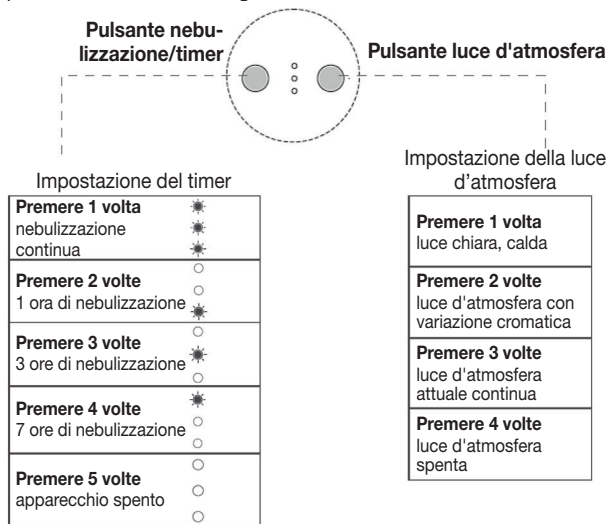 Pulsante nebu-
lizzazione/timer
Pulsante luce d'atmosfera
Impostazione del timer
Premere 1 volta
nebulizzazione
continua
Premere 2 volte
1 ora di nebulizzazione
Premere 3 volte
3 ore di nebulizzazione
Premere 4 volte
7 ore di nebulizzazione
Premere 5 volte
apparecchio spento
Impostazione della luce
d’atmosfera
Premere 1 volta
luce chiara, calda
Premere 2 volte
luce d'atmosfera con
variazione cromatica
Premere 3 volte
luce d'atmosfera
attuale continua
Premere 4 volte
luce d'atmosfera
spenta